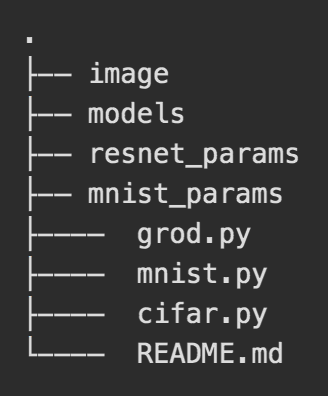 .
├── image
├── models
├── resnet_params
├── mnist_params
├──── grod.py
├──── mnist.py
├──── cifar.py
└──── README.md